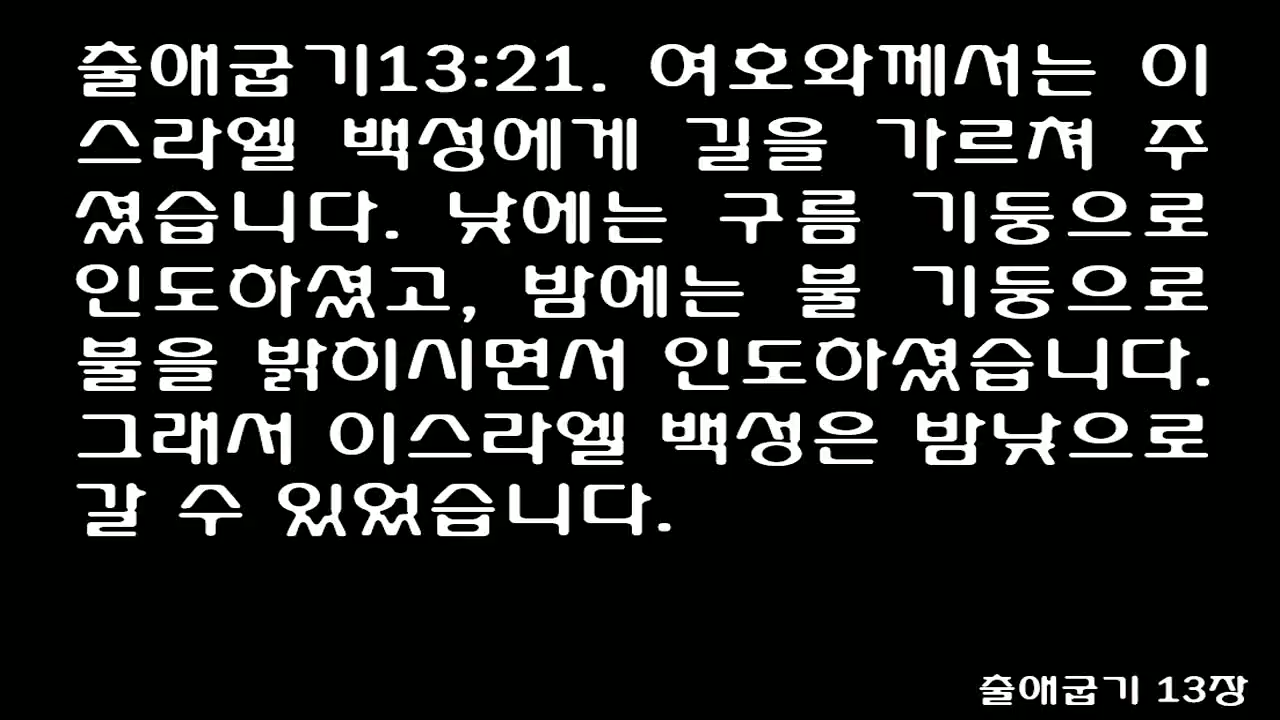 출애굽기13:21. 여호와께서는 이
스라엘 백성에게 길을 가르쳐 주
셨습니다. 낮에는 구름 기둥으로
인도하셨고, 밤에는 불 기둥으로
불을 밝히시면서 인도하셨습니다.
그래서 이스라엘 백성은 밤낮으로
갈 수 있었습니다.
출애굽기 13장